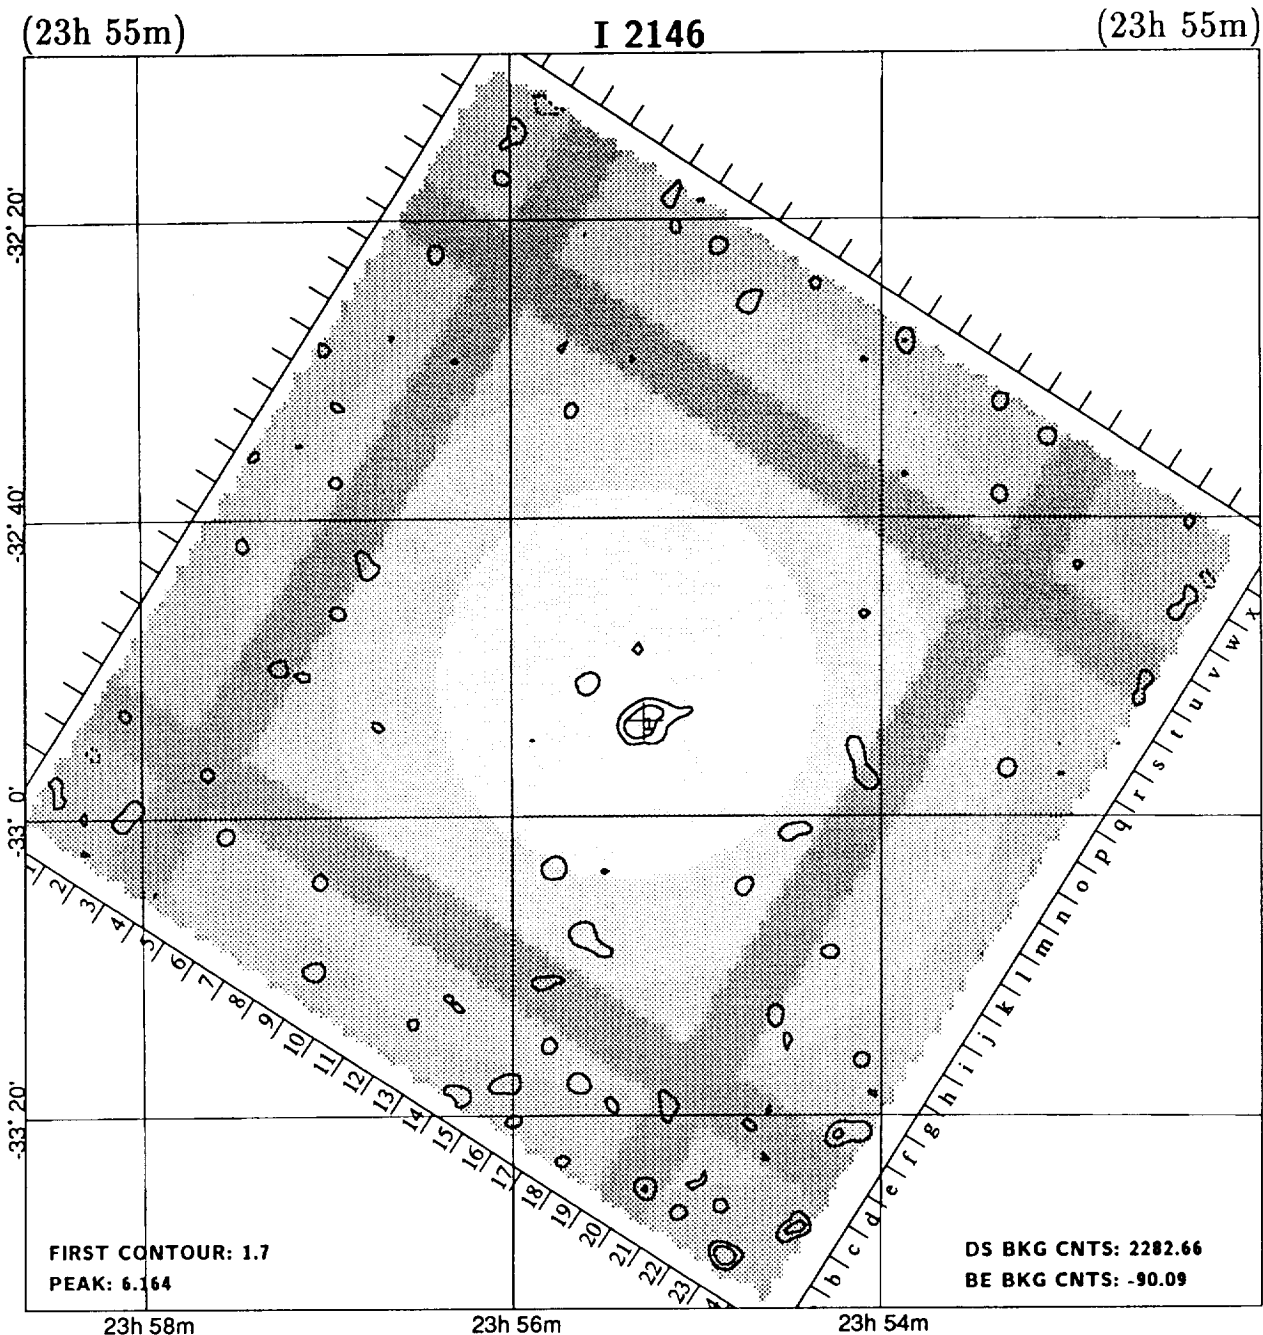 (23h 55m)
I 2146
(23h 55m)
-32° 20'
-32° 40'
-33° 0'
-33° 20'
1 2 3 4 5 6 7 8 9 10 11 12 13 14 15 16 17 18 19 20 21 22 23
b c d e f g h i j k l m n o p q r s t u v w x
FIRST CONTOUR: 1.7
PEAK: 6.164
DS BKG CNTS: 2282.66
BE BKG CNTS: -90.09
23h 58m
23h 56m
23h 54m